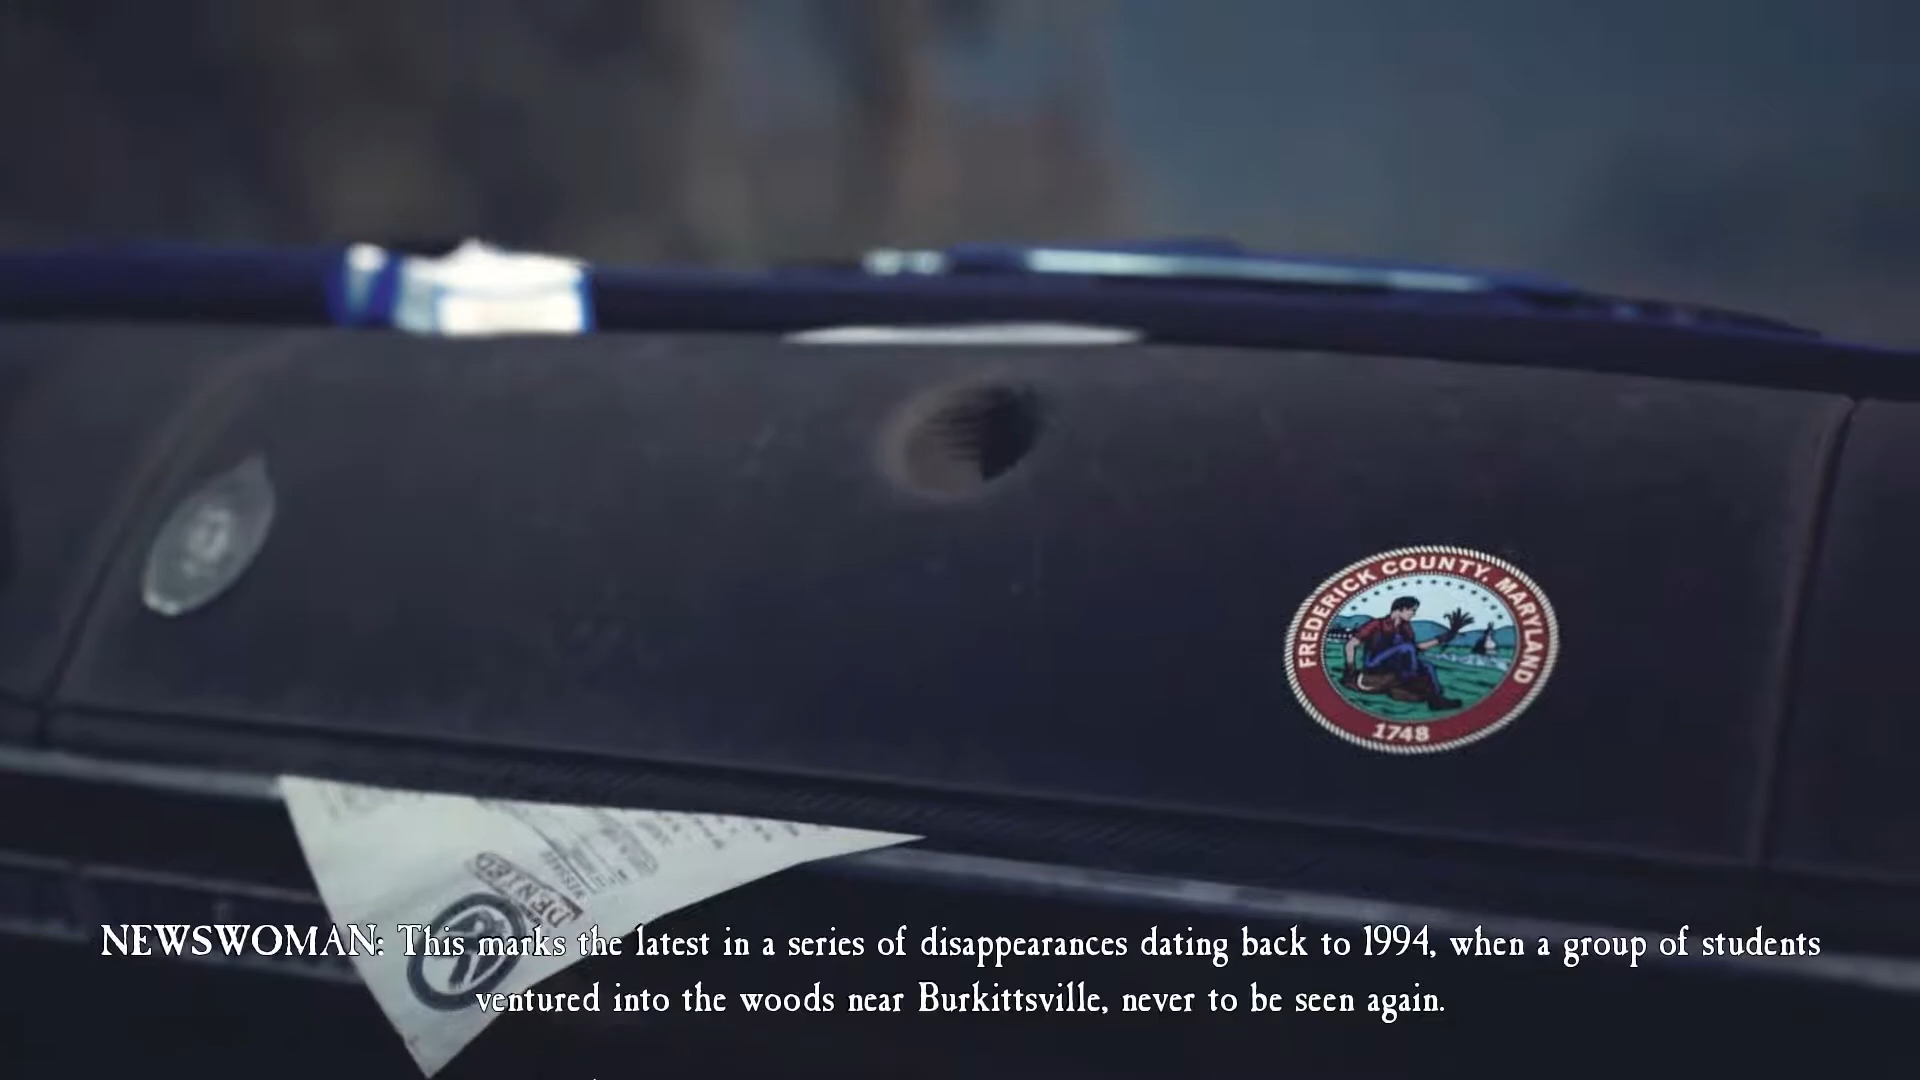 FREDERICK COUNTY, MARYLAND
1748
DENIED
NEWSWOMAN: This marks the latest in a series of disappearances dating back to 1994, when a group of students
ventured into the woods near Burkittsville, never to be seen again.